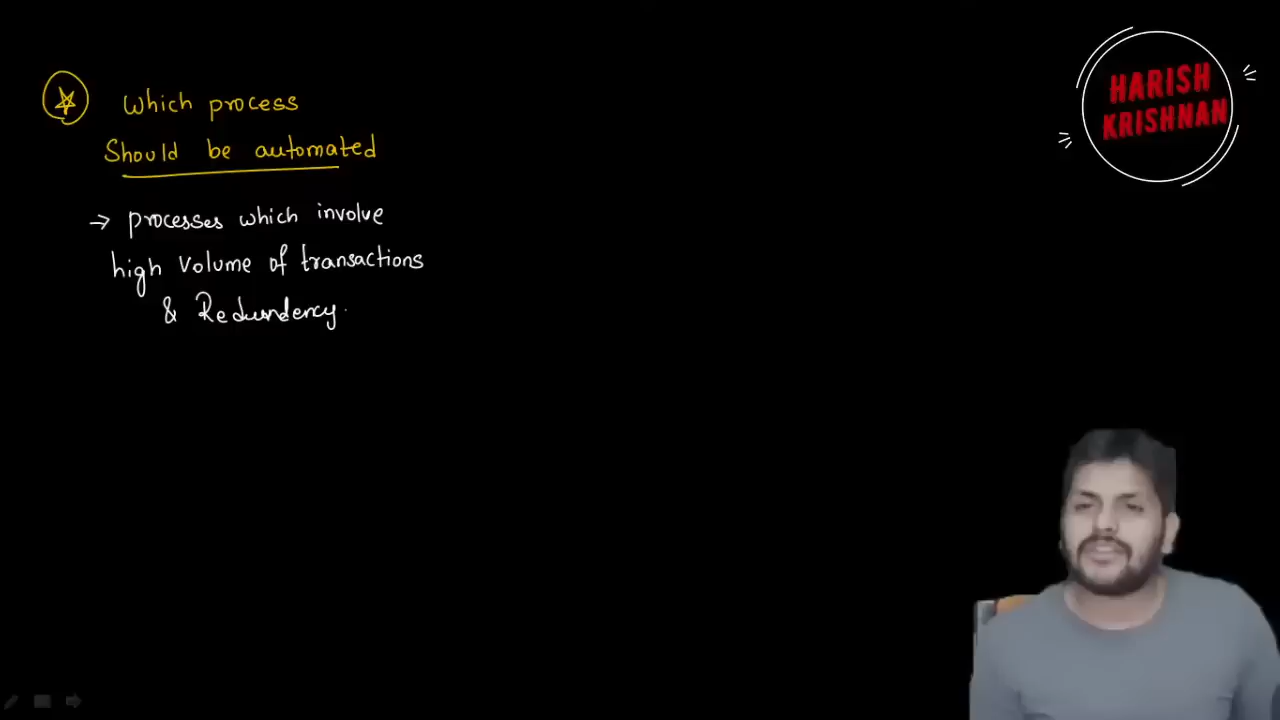 Which process
Should be automated
→ processes which involve
high volume of transactions
& Redundency.
HARISH
KRISHNAN